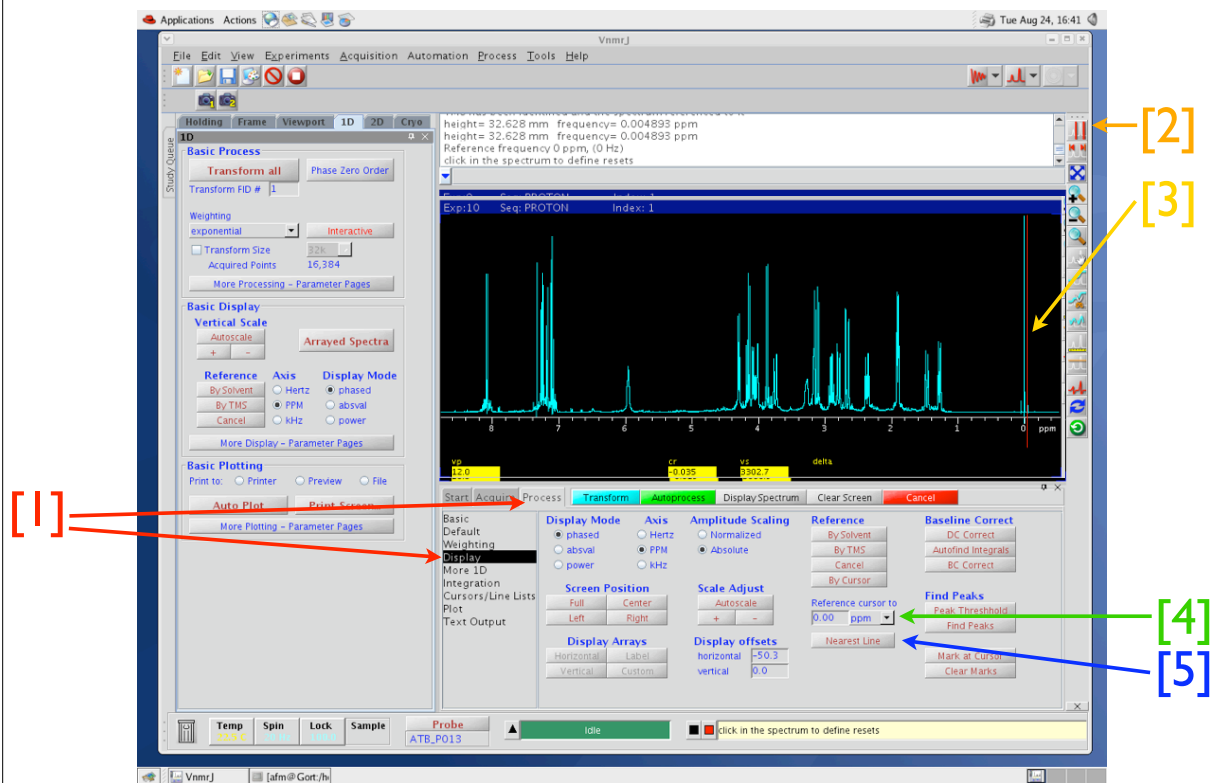 Applications Actions Tue Aug 24, 16:41
VnmrJ
File Edit View Experiments Acquisition Automation Process Tools Help
Holding Frame Viewport 1D 2D Cryo
Study Queue
1D
Basic Process
Transform all Phase Zero Order
Transform FID # 1
Weighting
exponential Interactive
Transform Size 32k
Acquired Points 16,384
More Processing – Parameter Pages
Basic Display
Vertical Scale
Autoscale
+ -
Arrayed Spectra
Reference Axis Display Mode
By Solvent Hertz phased
By TMS PPM absval
Cancel kHz power
More Display – Parameter Pages
Basic Plotting
Print to: Printer Preview File
Auto Plot Print Screen
More Plotting – Parameter Pages
height= 32.628 mm frequency= 0.004893 ppm
height= 32.628 mm frequency= 0.004893 ppm
Reference frequency 0 ppm, (0 Hz)
click in the spectrum to define resets
Exp:10 Seq: PROTON Index: 1
8 7 6 5 4 3 2 1 0 ppm
vp cr vs delta
12.0 -0.035 3302.7
Start Acquire Process Transform Autoprocess Display Spectrum Clear Screen Cancel
Basic
Default
Weighting
Display
More 1D
Integration
Cursors/Line Lists
Plot
Text Output
Display Mode Axis
phased Hertz
absval PPM
power kHz
Screen Position
Full Center
Left Right
Display Arrays
Horizontal Label
Vertical Custom
Amplitude Scaling
Normalized
Absolute
Scale Adjust
Autoscale
+ -
Display offsets
horizontal -50.3
vertical 0.0
Reference
By Solvent
By TMS
Cancel
By Cursor
Reference cursor to
0.00 ppm
Nearest Line
Baseline Correct
DC Correct
Autofind Integrals
BC Correct
Find Peaks
Peak Threshhold
Find Peaks
Mark at Cursor
Clear Marks
Temp Spin Lock Sample
Probe
ATB_P013
Idle
click in the spectrum to define resets
VnmrJ [afm@Gort:/h
[1]
[2]
[3]
[4]
[5]